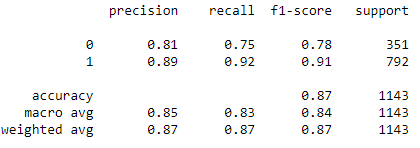 precision recall f1-score support
0 0.81 0.75 0.78 351
1 0.89 0.92 0.91 792
accuracy 0.87 1143
macro avg 0.85 0.83 0.84 1143
weighted avg 0.87 0.87 0.87 1143